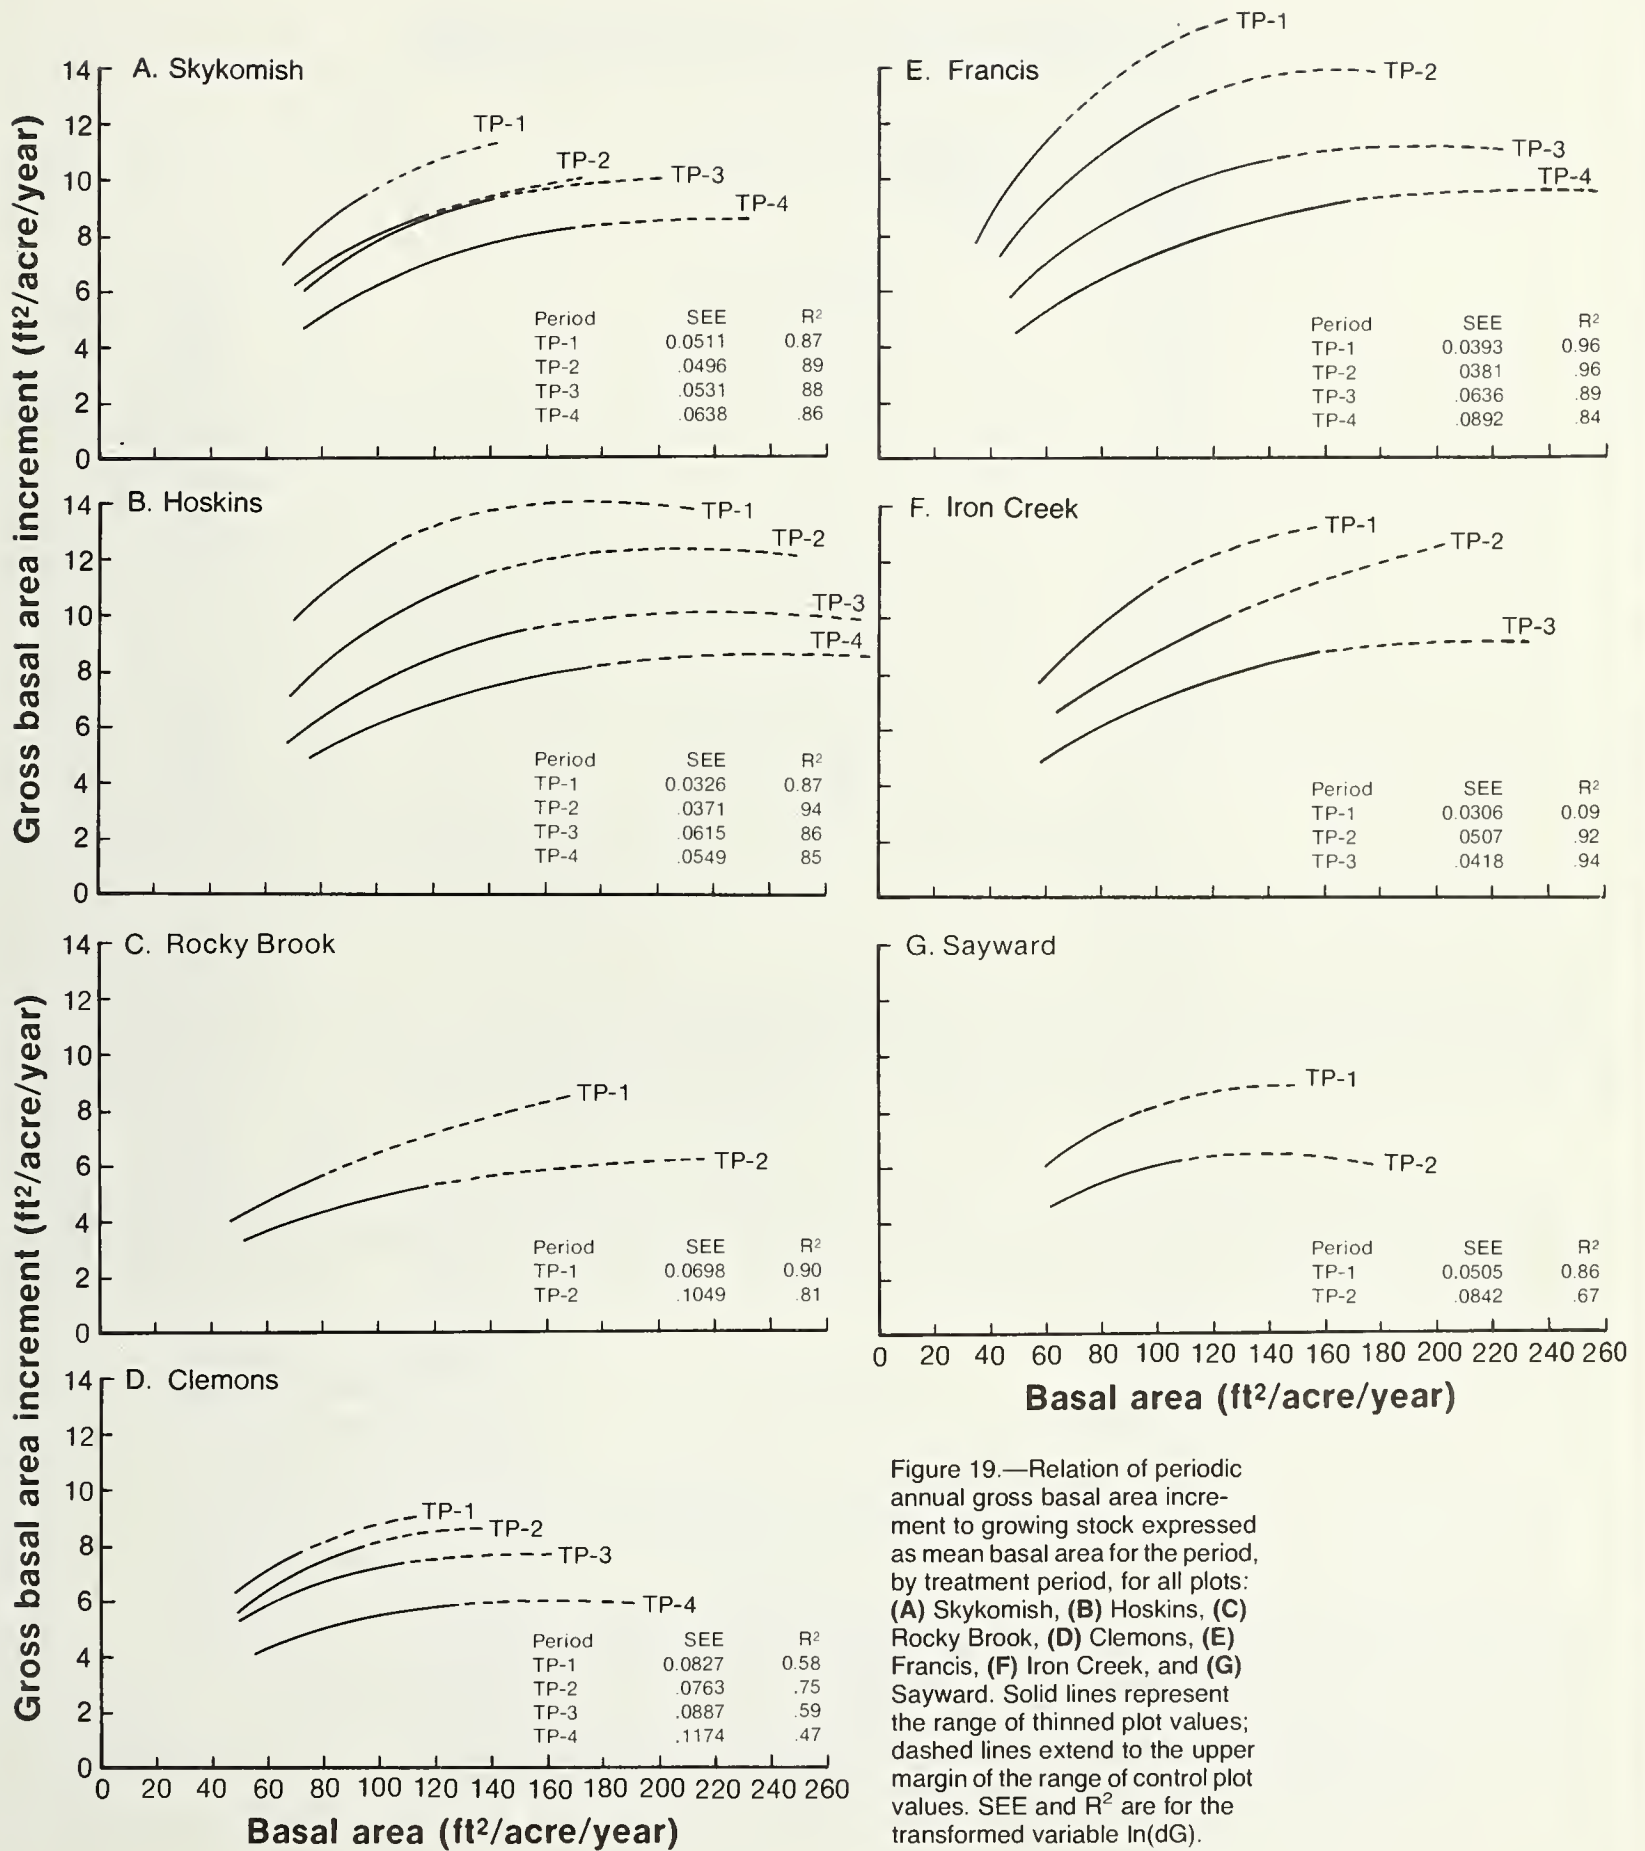 Gross basal area increment (ft²/acre/year)
A. Skykomish
14
12
10
8
6
4
2
0
TP-1
TP-2
TP-3
TP-4
Period SEE R²
TP-1 0.0511 0.87
TP-2 .0496 89
TP-3 .0531 88
TP-4 .0638 .86
B. Hoskins
14
12
10
8
6
4
2
0
TP-1
TP-2
TP-3
TP-4
Period SEE R²
TP-1 0.0326 0.87
TP-2 .0371 94
TP-3 .0615 86
TP-4 .0549 85
Gross basal area increment (ft²/acre/year)
C. Rocky Brook
14
12
10
8
6
4
2
0
TP-1
TP-2
Period SEE R²
TP-1 0.0698 0.90
TP-2 .1049 .81
D. Clemons
14
12
10
8
6
4
2
0
TP-1
TP-2
TP-3
TP-4
Period SEE R²
TP-1 0.0827 0.58
TP-2 .0763 .75
TP-3 .0887 .59
TP-4 .1174 .47
0 20 40 60 80 100 120 140 160 180 200 220 240 260
Basal area (ft²/acre/year)
E. Francis
TP-1
TP-2
TP-3
TP-4
Period SEE R²
TP-1 0.0393 0.96
TP-2 0381 .96
TP-3 .0636 .89
TP-4 .0892 .84
F. Iron Creek
TP-1
TP-2
TP-3
Period SEE R²
TP-1 0.0306 0.09
TP-2 0507 .92
TP-3 .0418 .94
G. Sayward
TP-1
TP-2
Period SEE R²
TP-1 0.0505 0.86
TP-2 .0842 .67
0 20 40 60 80 100 120 140 160 180 200 220 240 260
Basal area (ft²/acre/year)
Figure 19.—Relation of periodic
annual gross basal area incre-
ment to growing stock expressed
as mean basal area for the period,
by treatment period, for all plots:
(A) Skykomish, (B) Hoskins, (C)
Rocky Brook, (D) Clemons, (E)
Francis, (F) Iron Creek, and (G)
Sayward. Solid lines represent
the range of thinned plot values;
dashed lines extend to the upper
margin of the range of control plot
values. SEE and R² are for the
transformed variable ln(dG).